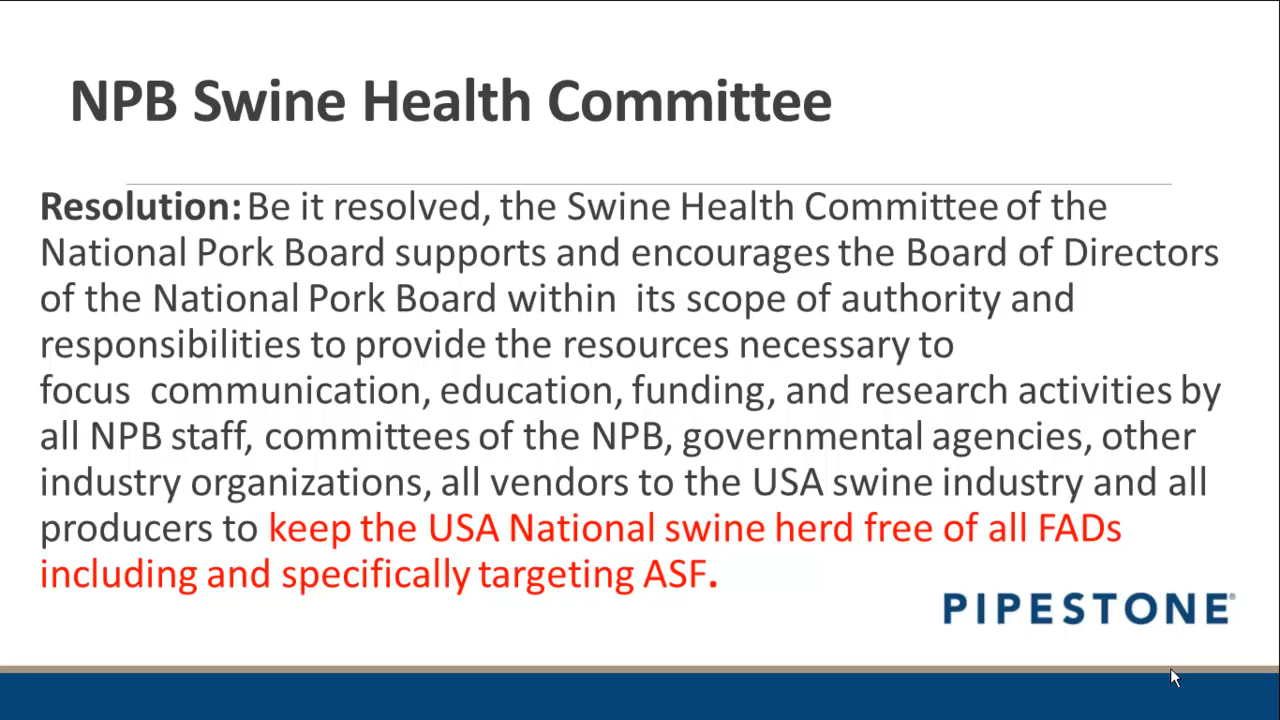 NPB Swine Health Committee
Resolution: Be it resolved, the Swine Health Committee of the
National Pork Board supports and encourages the Board of Directors
of the National Pork Board within  its scope of authority and
responsibilities to provide the resources necessary to
focus  communication, education, funding, and research activities by
all NPB staff, committees of the NPB, governmental agencies, other
industry organizations, all vendors to the USA swine industry and all
producers to keep the USA National swine herd free of all FADs
including and specifically targeting ASF.
PIPESTONE®